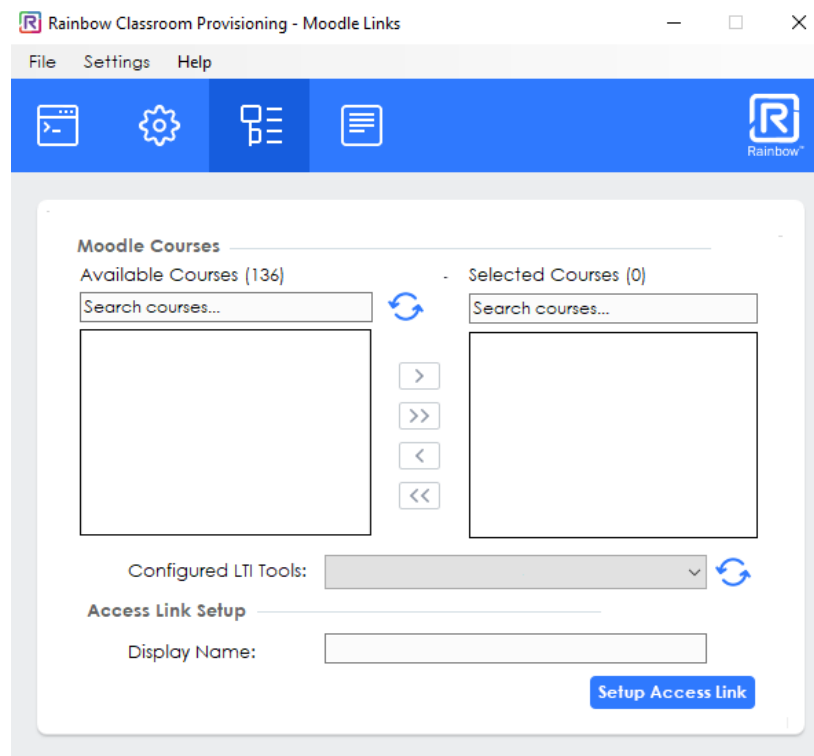 Rainbow Classroom Provisioning - Moodle Links
File Settings Help
Rainbow™
Moodle Courses
Available Courses (136) - Selected Courses (0)
Search courses... Search courses...
>
>>
<
<<
Configured LTI Tools:
Access Link Setup
Display Name:
Setup Access Link